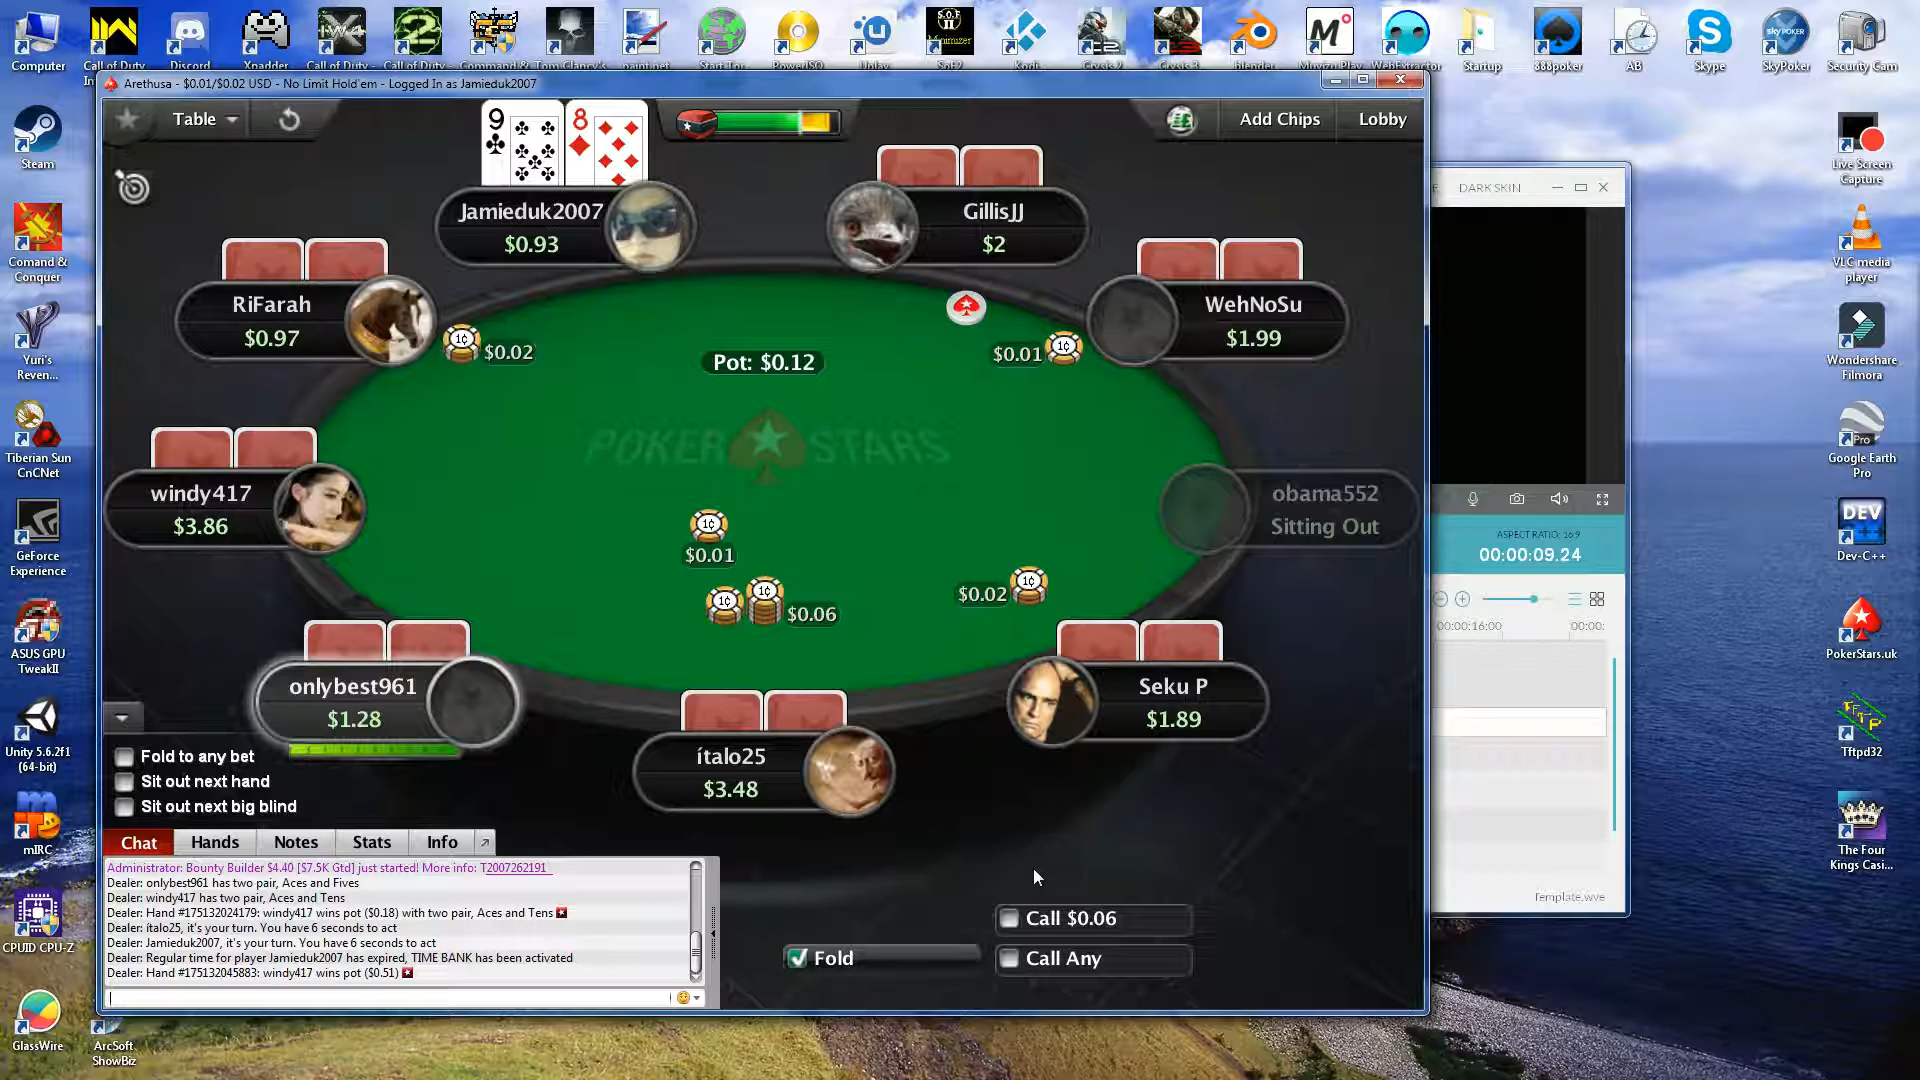 Computer
Call of Duty
Discord
Xpadder
Call of Duty -
Call of Duty -
Command &
Tom Clancy's
paint.net
Start Tor
PowerISO
Uplay
SoF2
Kodi
Crysis 2
Crysis 3
Blender
WebExtractor
Startup
888poker
AB
Skype
SkyPoker
Security Cam
Arethusa - $0.01/$0.02 USD - No Limit Hold'em - Logged In as Jamieduk2007
Table
Add Chips
Lobby
9
8
Jamieduk2007
$0.93
GillisJJ
$2
RiFarah
$0.97
WehNoSu
$1.99
$0.02
$0.01
Pot: $0.12
POKER STARS
windy417
$3.86
obama552
Sitting Out
1¢
$0.01
1¢
1¢
$0.06
$0.02
1¢
onlybest961
$1.28
Seku P
$1.89
ítalo25
$3.48
Fold to any bet
Sit out next hand
Sit out next big blind
Chat
Hands
Notes
Stats
Info
Administrator: Bounty Builder $4.40 [$7.5K Gtd] just started! More info: T2007262191
Dealer: onlybest961 has two pair, Aces and Fives
Dealer: windy417 has two pair, Aces and Tens
Dealer: Hand #175132024179: windy417 wins pot ($0.18) with two pair, Aces and Tens
Dealer: ítalo25, it's your turn. You have 6 seconds to act
Dealer: Jamieduk2007, it's your turn. You have 6 seconds to act
Dealer: Regular time for player Jamieduk2007 has expired, TIME BANK has been activated
Dealer: Hand #175132045883: windy417 wins pot ($0.51)
Fold
Call $0.06
Call Any
DARK SKIN
ASPECT RATIO: 16:9
00:00:09.24
00:00:16:00
00:00:
Template.wve
Steam
Comand &
Conquer
Yuri's
Reven...
Tiberian Sun
CnCNet
GeForce
Experience
ASUS GPU
TweakII
Unity 5.6.2f1
(64-bit)
mIRC
CPUID CPU-Z
GlassWire
ArcSoft
ShowBiz
Live Screen
Capture
VLC media
player
Wondershare
Filmora
Pro
Google Earth
Pro
DEV
Dev-C++
PokerStars.uk
TFTP
Tftpd32
The Four
Kings Casi...